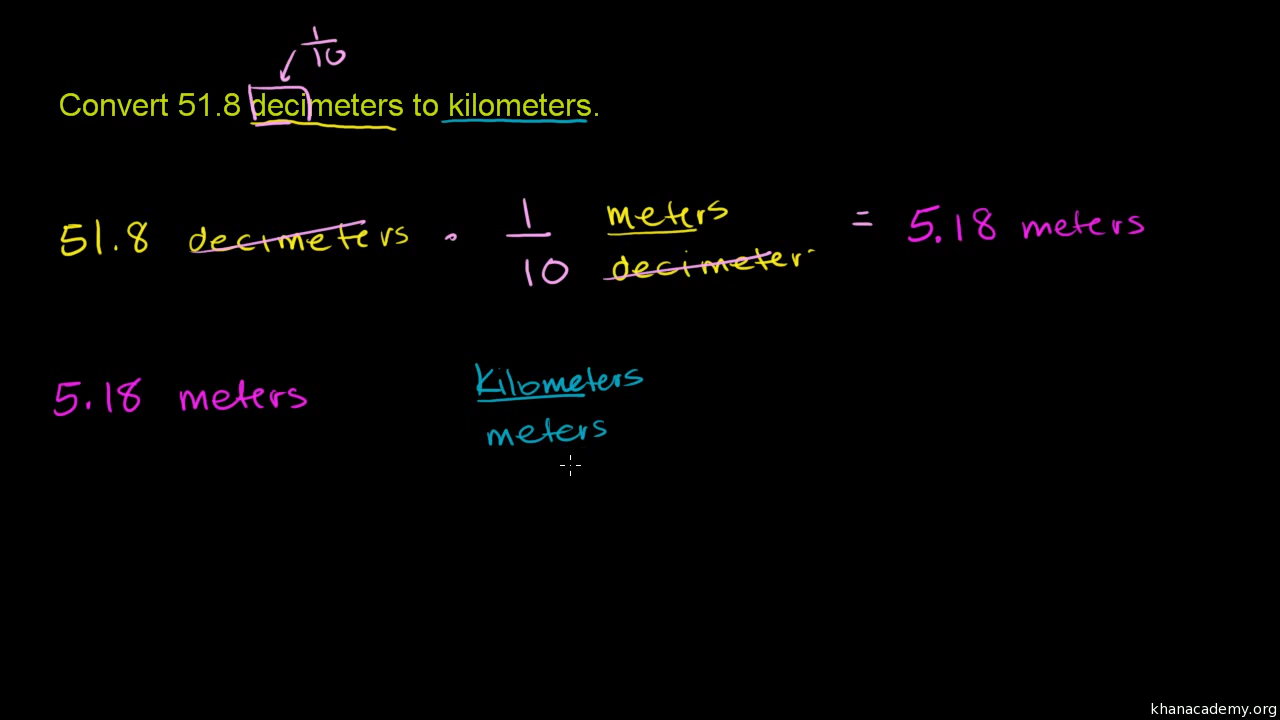 1
10
Convert 51.8 decimeters to kilometers.
51.8 decimeters · 1/10 meters/decimeter = 5.18 meters
5.18 meters Kilometers/meters
khanacademy.org